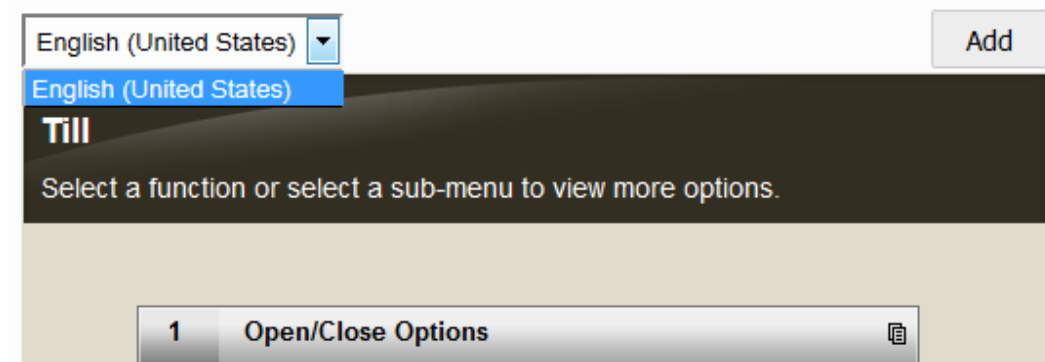 English (United States)
Add
English (United States)
Till
Select a function or select a sub-menu to view more options.
1 Open/Close Options